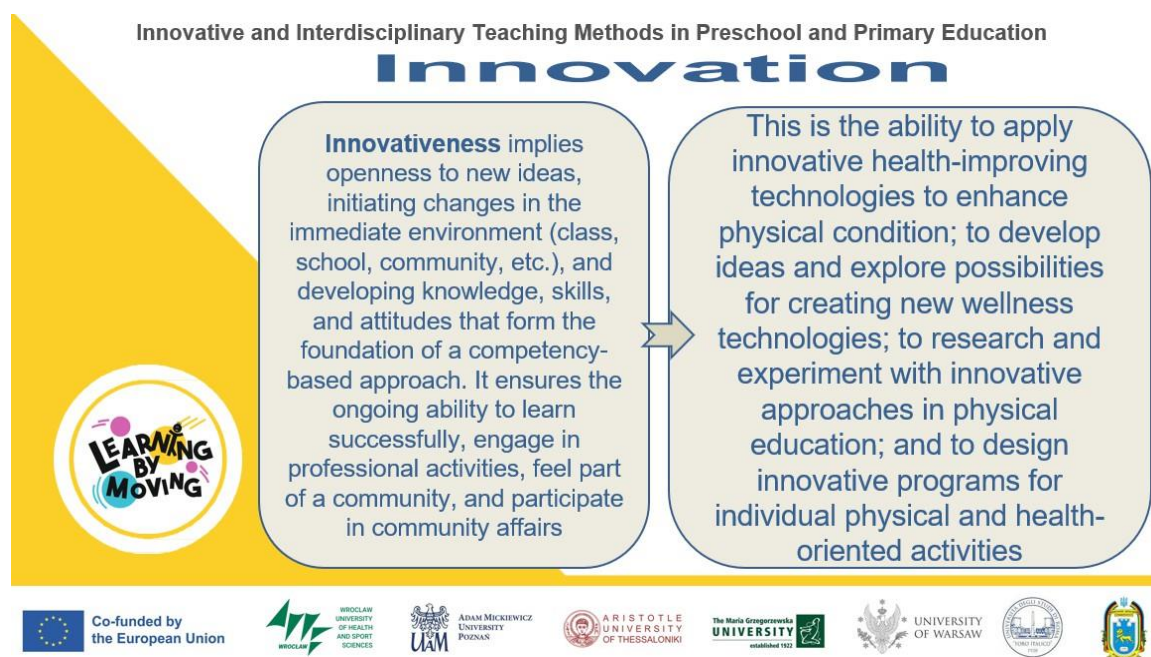 Innovative and Interdisciplinary Teaching Methods in Preschool and Primary Education
Innovation
Innovativeness implies
openness to new ideas,
initiating changes in the
immediate environment (class,
school, community, etc.), and
developing knowledge, skills,
and attitudes that form the
foundation of a competency-
based approach. It ensures the
ongoing ability to learn
successfully, engage in
professional activities, feel part
of a community, and participate
in community affairs
This is the ability to apply
innovative health-improving
technologies to enhance
physical condition; to develop
ideas and explore possibilities
for creating new wellness
technologies; to research and
experiment with innovative
approaches in physical
education; and to design
innovative programs for
individual physical and health-
oriented activities
LEARNING
BY
MOVING
Co-funded by
the European Union
WROCLAW
WROCLAW
UNIVERSITY
OF HEALTH
AND SPORT
SCIENCES
UAM
ADAM MICKIEWICZ
UNIVERSITY
POZNAŃ
ARISTOTLE
UNIVERSITY
OF THESSALONIKI
The Maria Grzegorzewska
UNIVERSITY
established 1922
UNIVERSITY
OF WARSAW